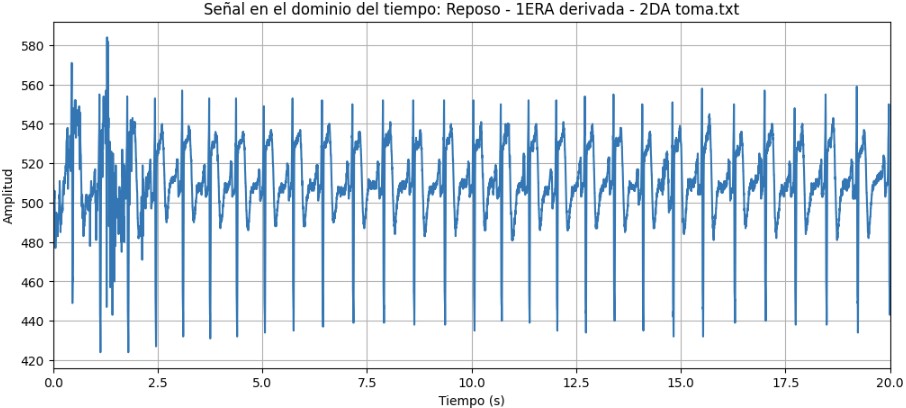 Señal en el dominio del tiempo: Reposo - 1ERA derivada - 2DA toma.txt
580
560
540
520
500
480
460
440
420
Amplitud
0.0 2.5 5.0 7.5 10.0 12.5 15.0 17.5 20.0
Tiempo (s)